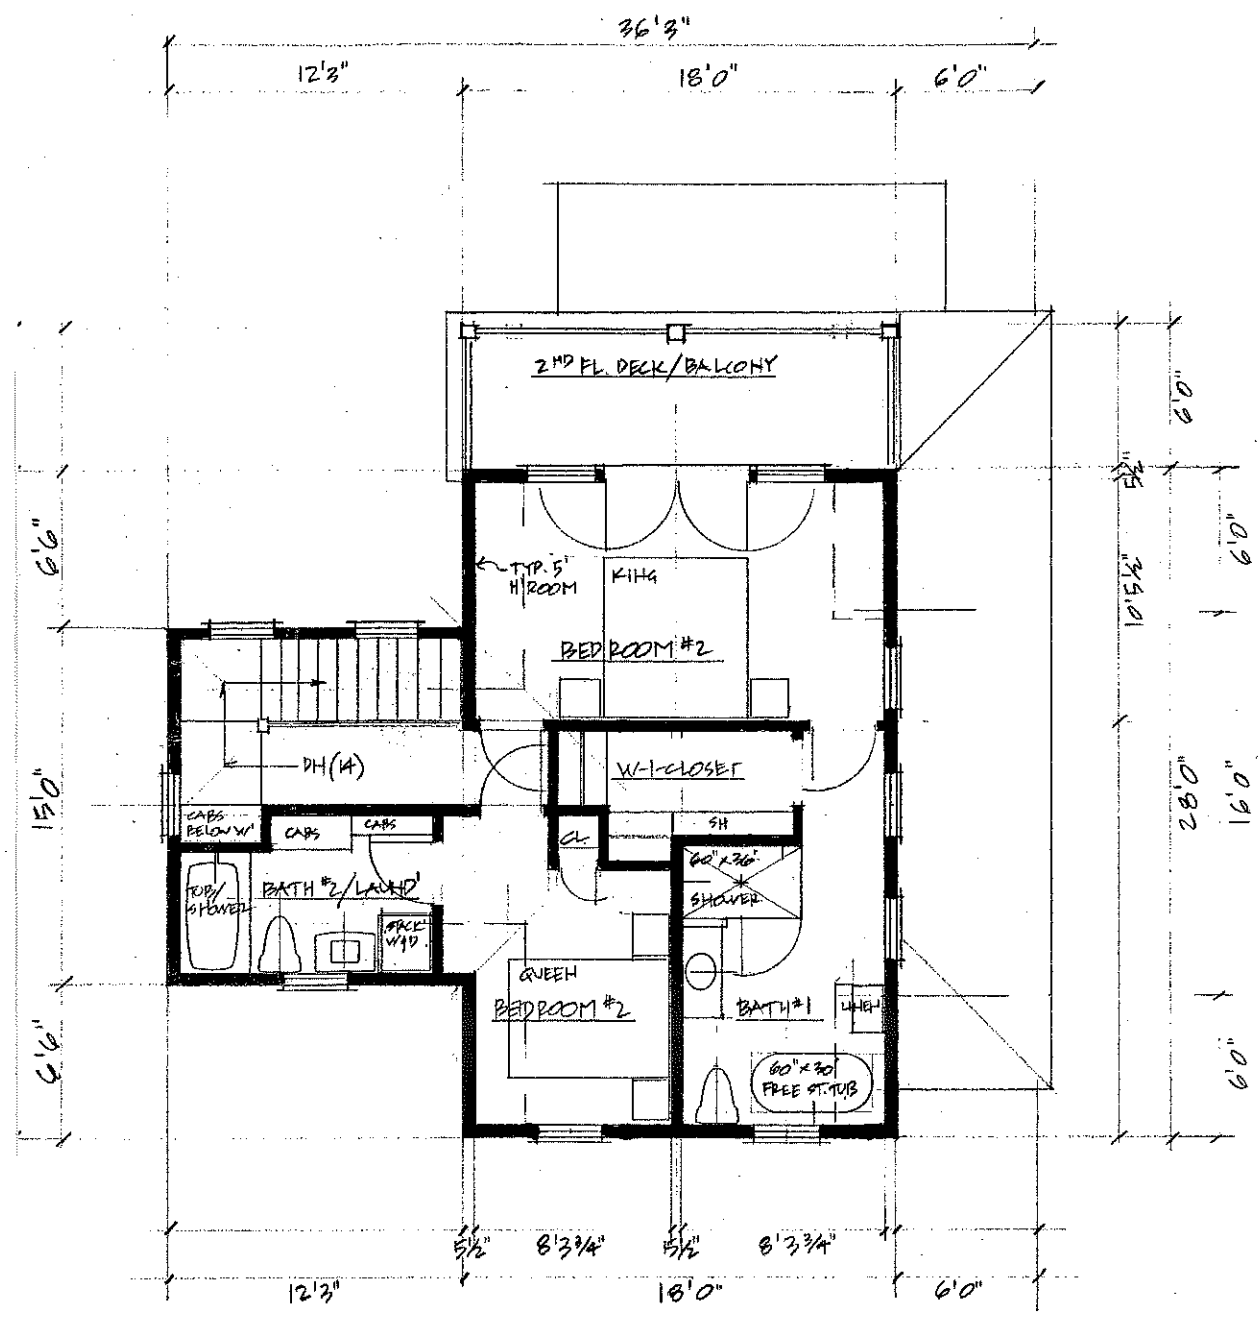 36'3"
12'3"
18'0"
6'0"
2ND FL. DECK/BALCONY
6'0"
5½"
6'6"
6'0"
TYP. 5'
H'ROOM
KING
10'5½"
BEDROOM #2
DH(14)
W-I-CLOSET
15'0"
28'0"
16'0"
CABS
BELOW W'
CABS
CABS
SH
CL.
60"x36"
SHOWER
TUB/
SHOWER
BATH #2/LAUND'
STACK'
W/D.
QUEEN
BEDROOM #2
BATH #1
LINEN
6'6"
60"x30"
FREE ST. TUB
6'0"
5½"
8'3¾"
5½"
8'3¾"
12'3"
18'0"
6'0"